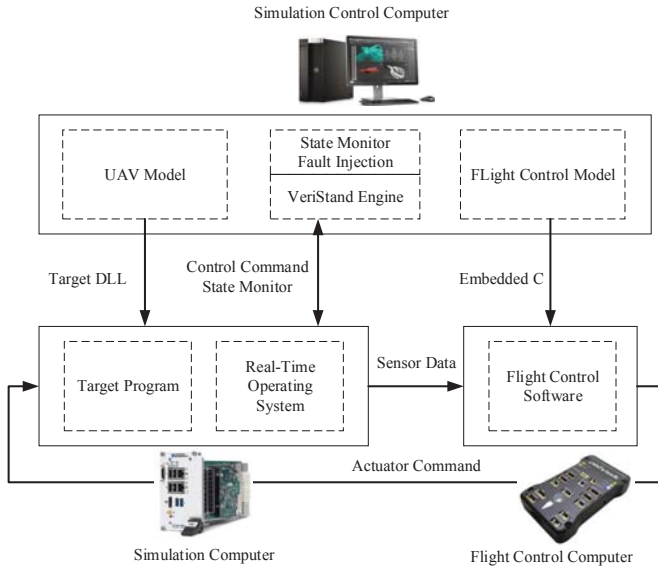 Simulation Control Computer
UAV Model
State Monitor
Fault Injection
VeriStand Engine
FLight Control Model
Target DLL
Control Command
State Monitor
Embedded C
Target Program
Real-Time
Operating
System
Sensor Data
Flight Control
Software
Actuator Command
Simulation Computer
Flight Control Computer